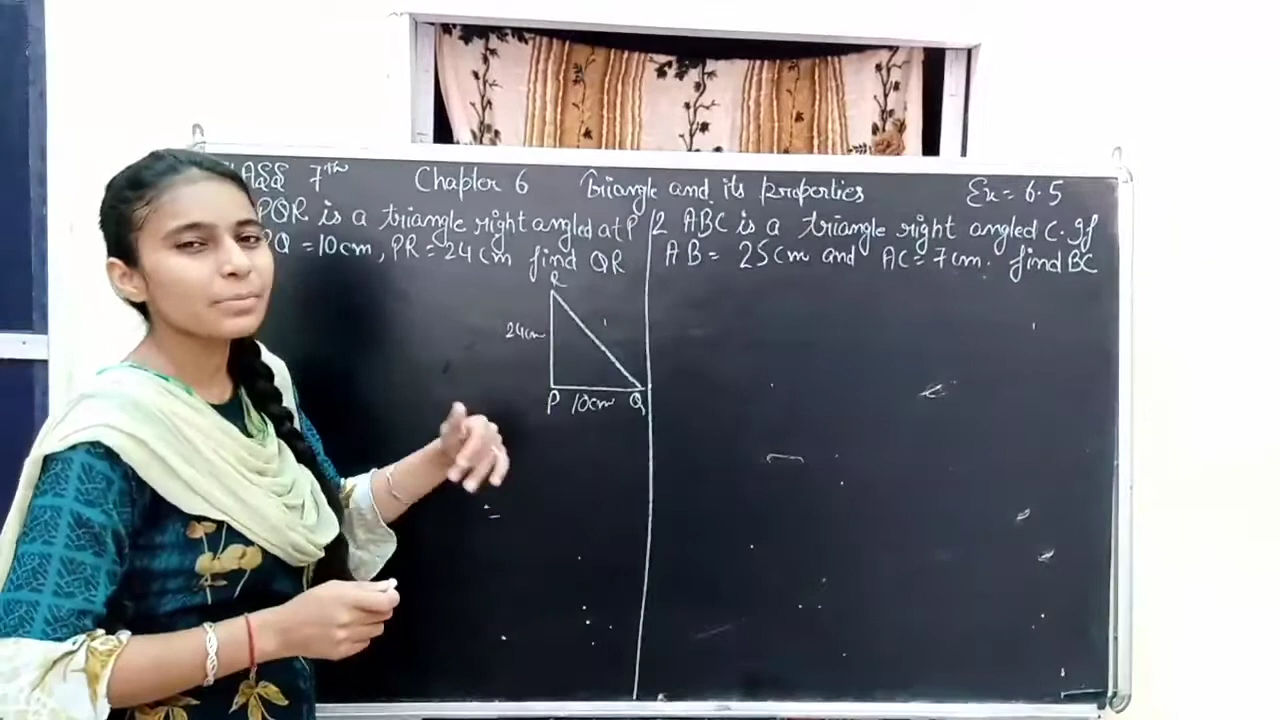 CLASS 7th Chapter 6 Triangle and its properties Ex = 6.5
PQR is a triangle right angled at P
PQ = 10cm, PR = 24cm find QR
2 ABC is a triangle right angled C. If
AB = 25cm and AC = 7cm. find BC
R
24cm
P 10cm Q